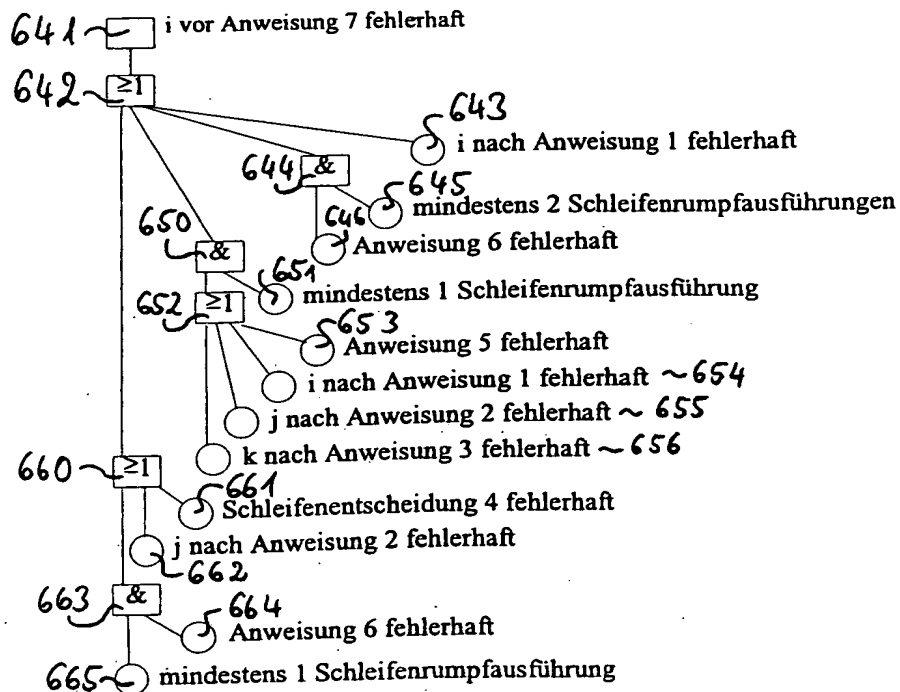 641 i vor Anweisung 7 fehlerhaft
642 ≥1
643
i nach Anweisung 1 fehlerhaft
644 &
645
mindestens 2 Schleifenrumpfausführungen
646
Anweisung 6 fehlerhaft
650 &
651
mindestens 1 Schleifenrumpfausführung
652 ≥1
653
Anweisung 5 fehlerhaft
i nach Anweisung 1 fehlerhaft ~654
j nach Anweisung 2 fehlerhaft ~ 655
k nach Anweisung 3 fehlerhaft ~656
660 ≥1
661
Schleifenentscheidung 4 fehlerhaft
j nach Anweisung 2 fehlerhaft
662
663 &
664
Anweisung 6 fehlerhaft
665 mindestens 1 Schleifenrumpfausführung